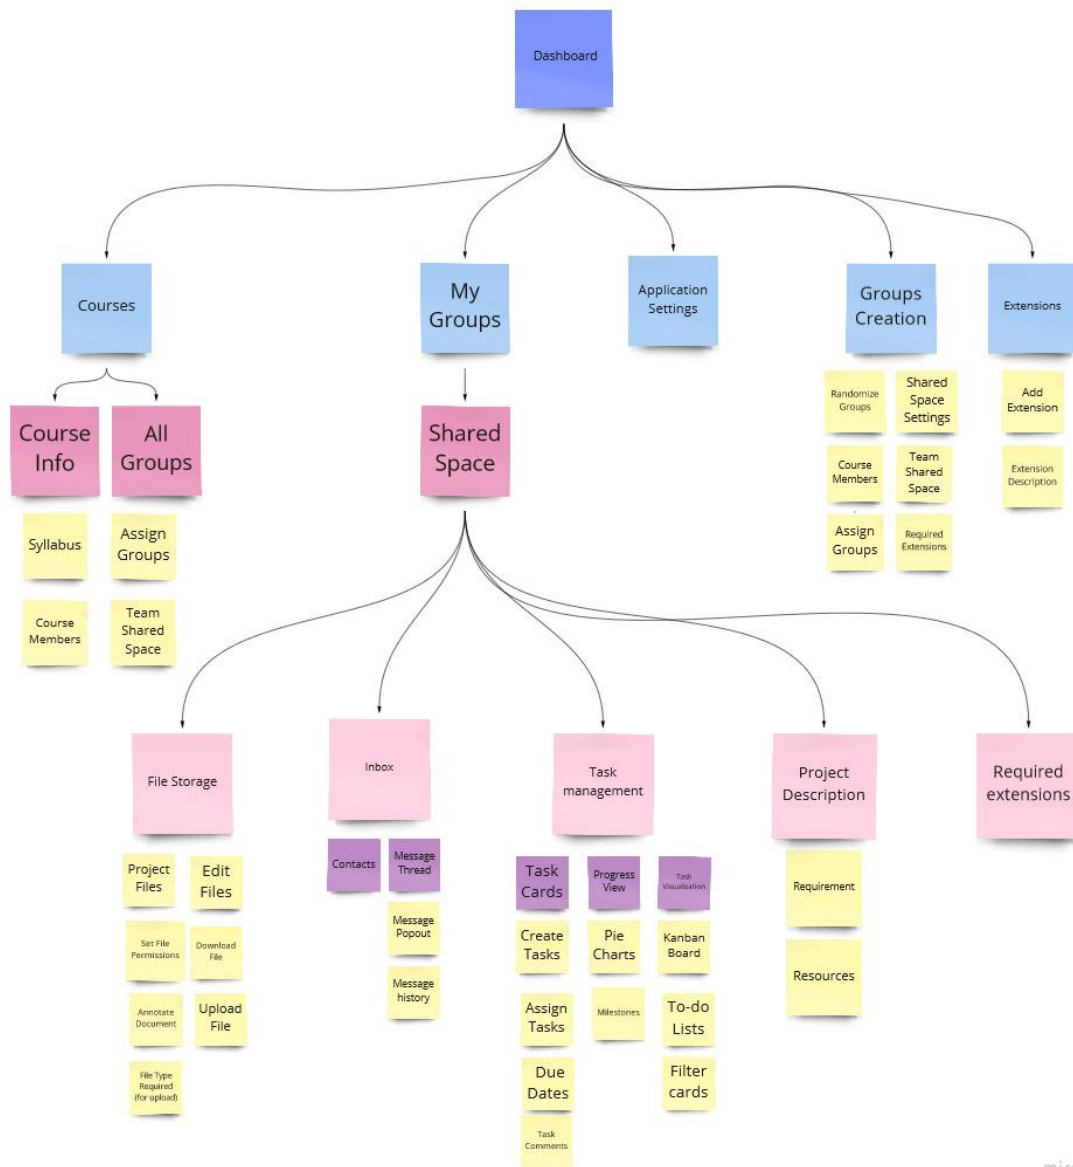 Dashboard
Courses
My
Groups
Application
Settings
Groups
Creation
Extensions
Course
Info
All
Groups
Shared
Space
Randomize
Groups
Shared
Space
Settings
Add
Extension
Course
Members
Team
Shared
Space
Extension
Description
Assign
Groups
Required
Extensions
Syllabus
Assign
Groups
Course
Members
Team
Shared
Space
File Storage
Inbox
Task
management
Project
Description
Required
extensions
Project
Files
Edit
Files
Set File
Permissions
Download
File
Annotate
Document
Upload
File
File Type
Required
(for upload)
Contacts
Message
Thread
Message
Popout
Message
history
Task
Cards
Progress
View
Task
Visualization
Create
Tasks
Pie
Charts
Kanban
Board
Assign
Tasks
Milestones
To-do
Lists
Due
Dates
Filter
cards
Task
Comments
Requirement
Resources